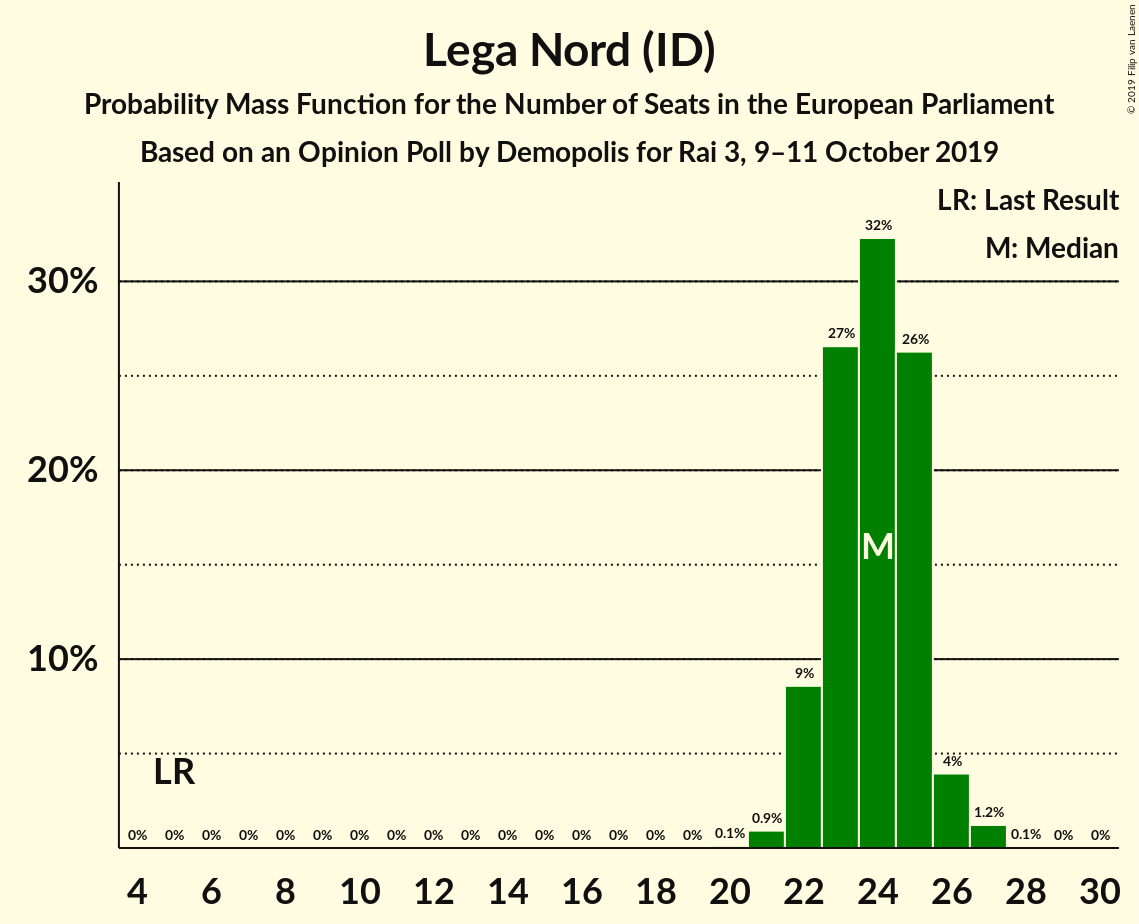 Lega Nord (ID)
Probability Mass Function for the Number of Seats in the European Parliament
Based on an Opinion Poll by Demopolis for Rai 3, 9–11 October 2019
© 2019 Filip van Laenen
LR: Last Result
M: Median
30%
20%
10%
32%
27%
26%
M
9%
LR
4%
0% 0% 0% 0% 0% 0% 0% 0% 0% 0% 0% 0% 0% 0% 0% 0% 0.1% 0.9% 1.2% 0.1% 0% 0%
4 6 8 10 12 14 16 18 20 22 24 26 28 30